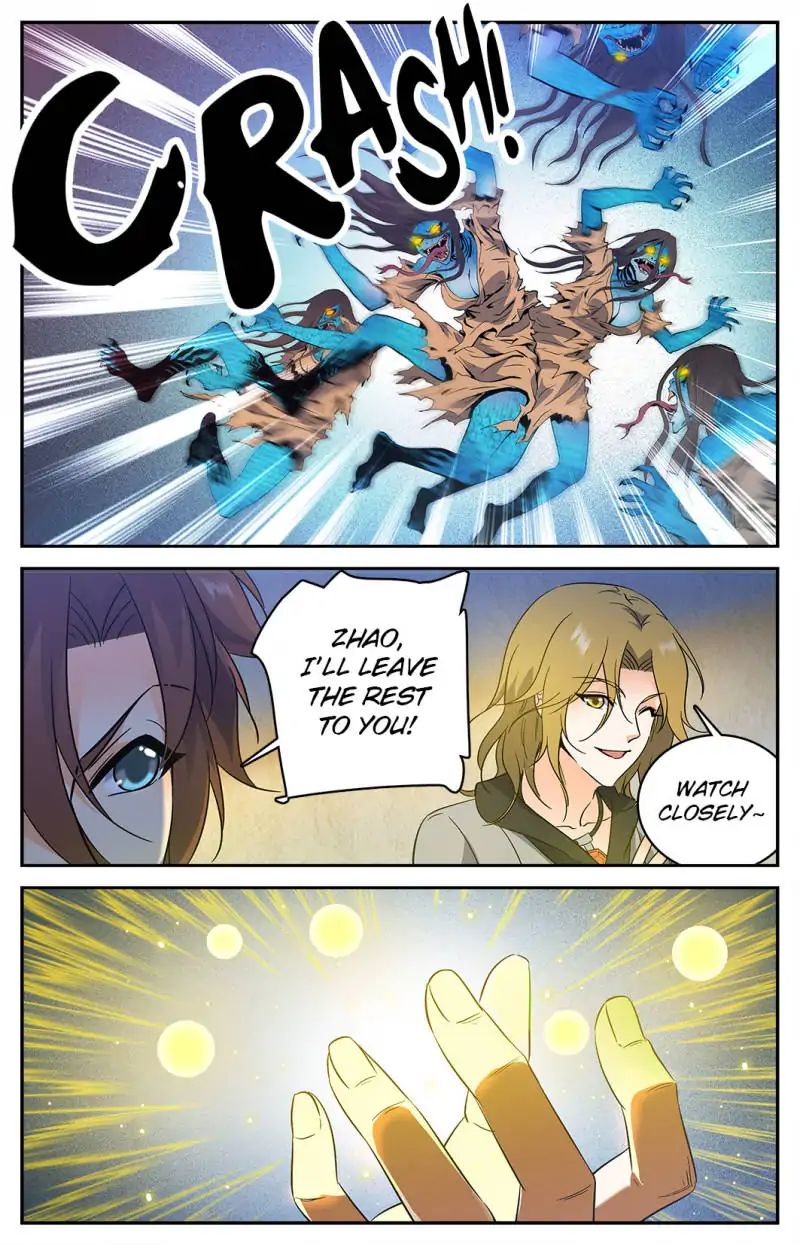 CRASH!
ZHAO,
I'LL LEAVE
THE REST
TO YOU!
WATCH
CLOSELY~